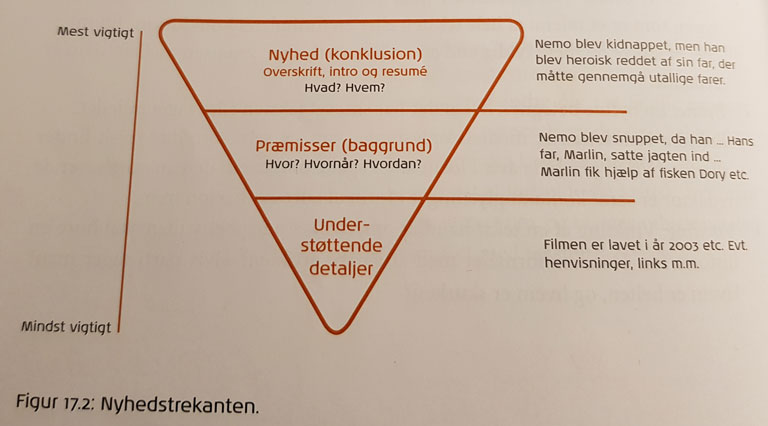 Mest vigtigt
Nyhed (konklusion)
Overskrift, intro og resumé
Hvad? Hvem?
Nemo blev kidnappet, men han
blev heroisk reddet af sin far, der
måtte gennemgå utallige farer.
Præmisser (baggrund)
Hvor? Hvornår? Hvordan?
Nemo blev snuppet, da han ... Hans
far, Marlin, satte jagten ind ...
Marlin fik hjælp af fisken Dory etc.
Under-
støttende
detaljer
Filmen er lavet i år 2003 etc. Evt.
henvisninger, links m.m.
Mindst vigtigt
Figur 17.2: Nyhedstrekanten.